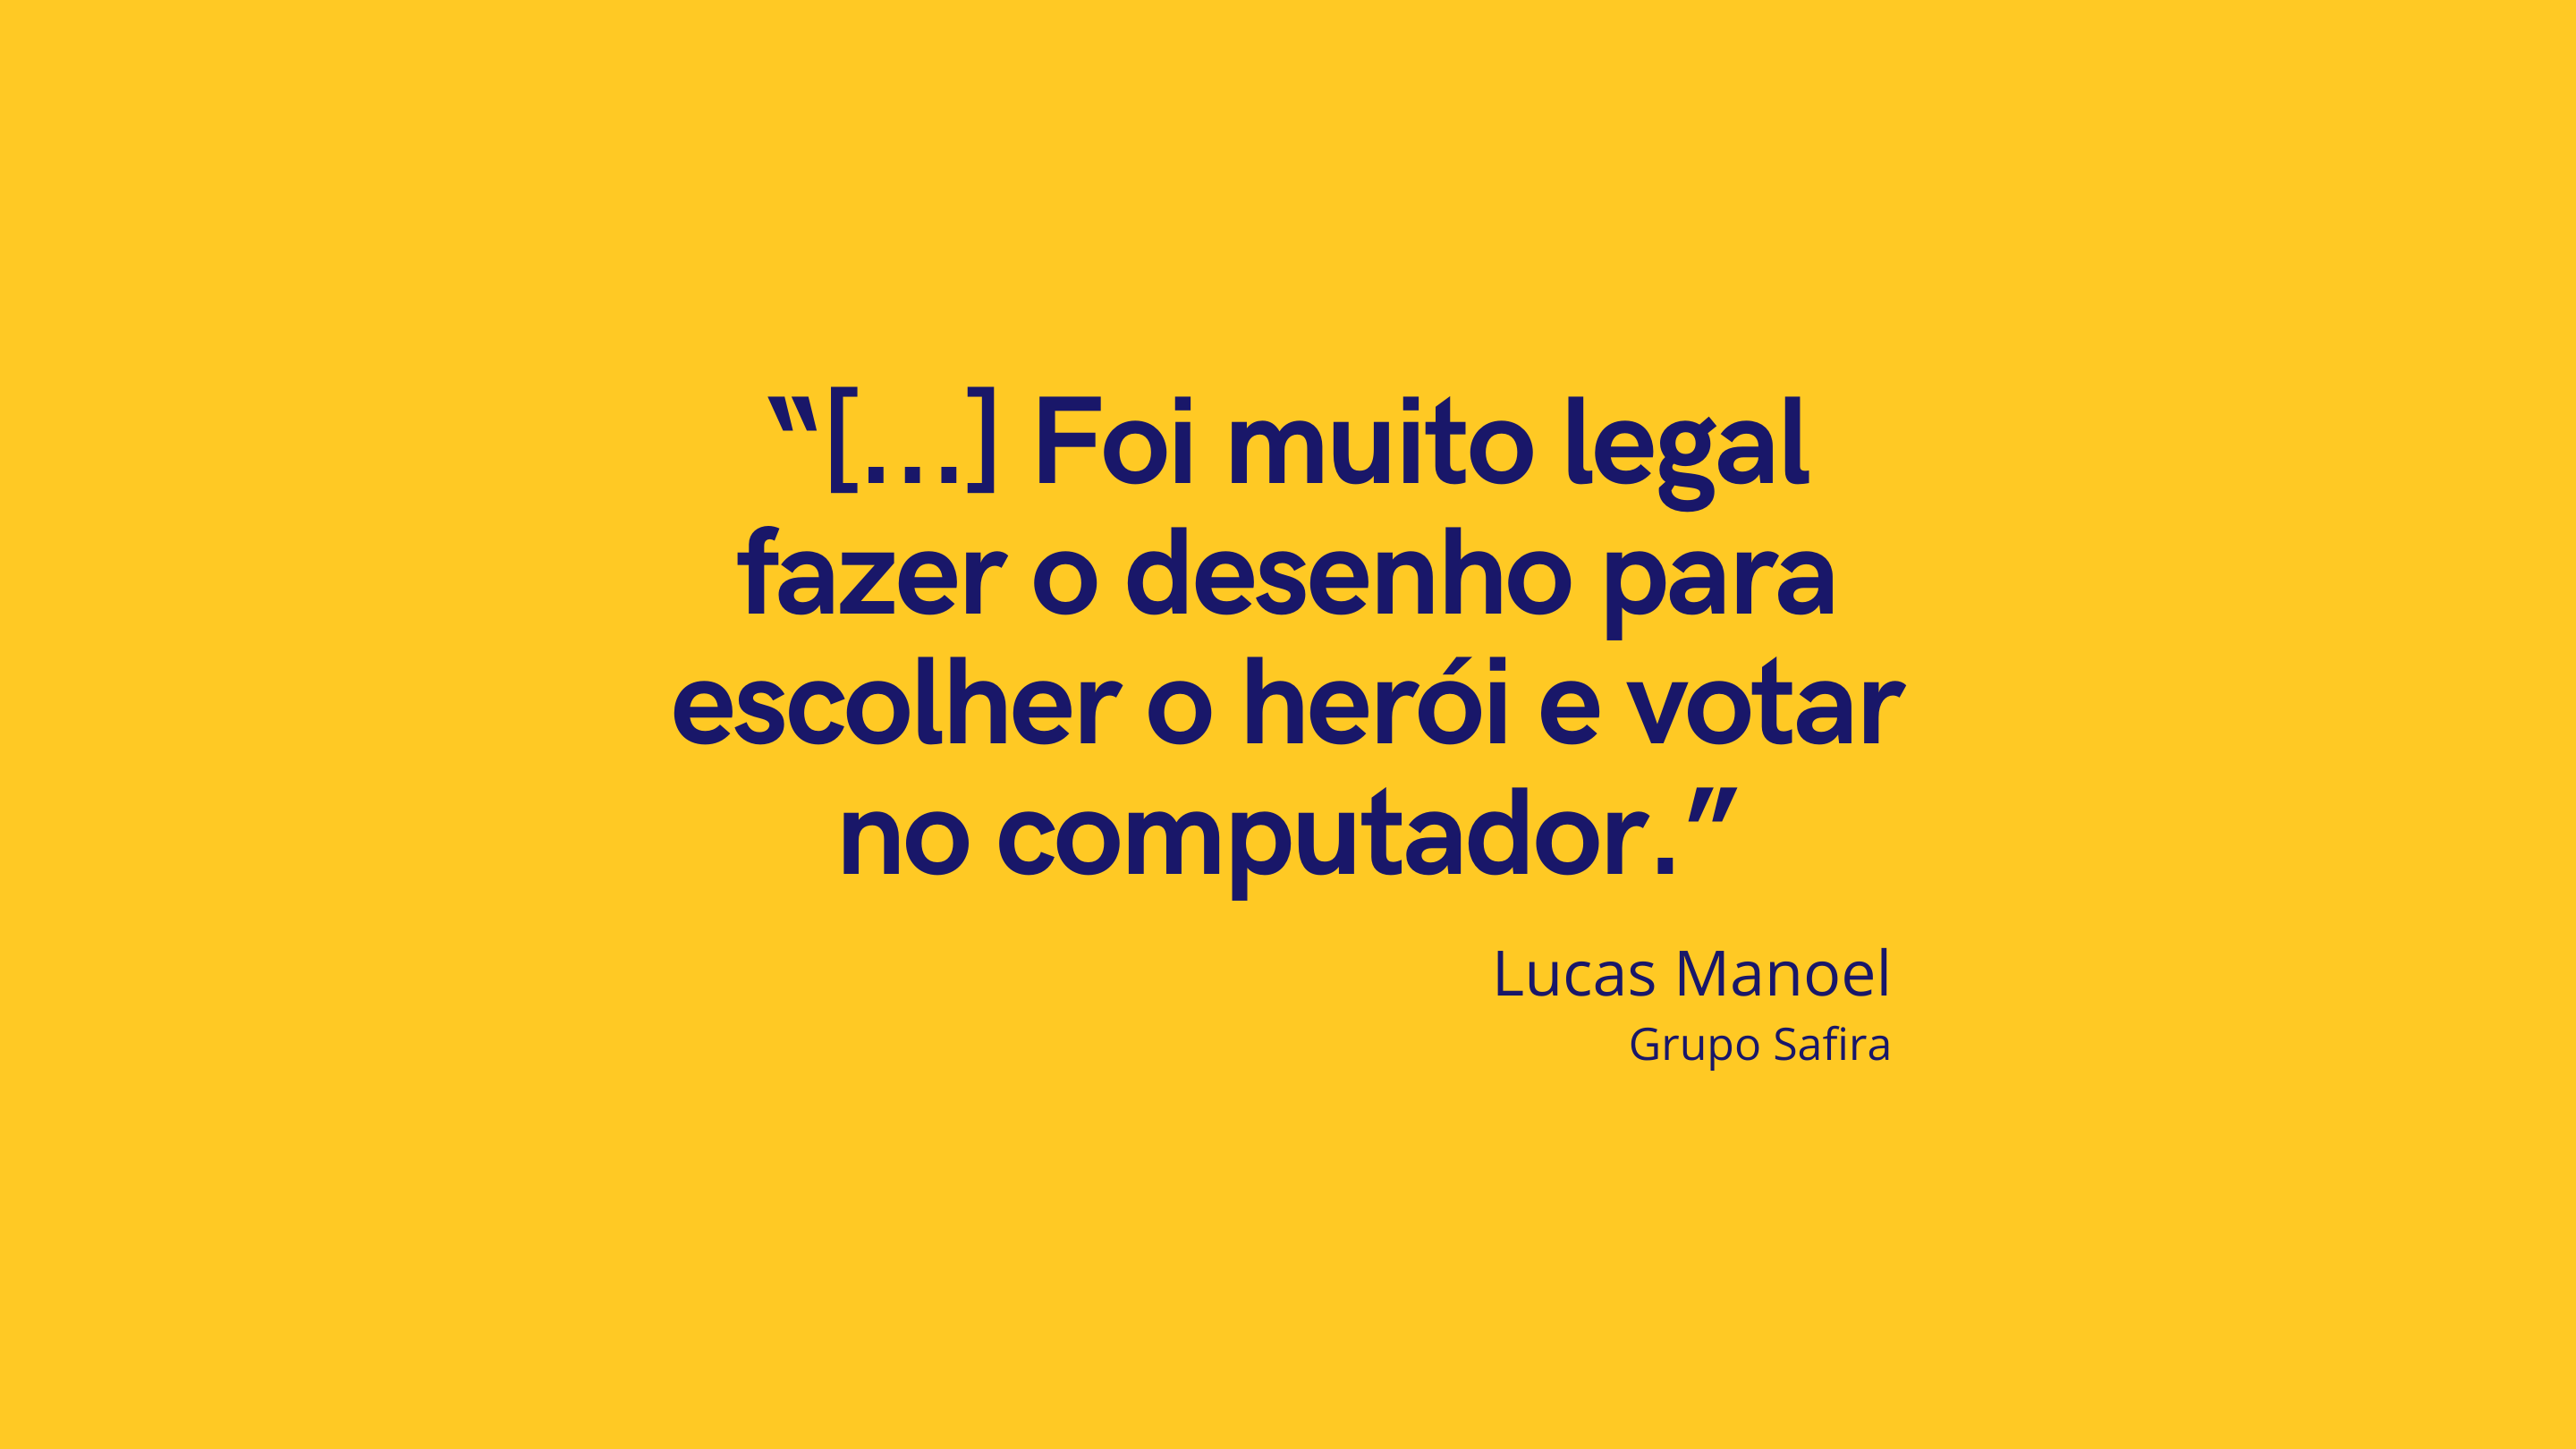 “[...] Foi muito legal
fazer o desenho para
escolher o herói e votar
no computador.”
Lucas Manoel
Grupo Safira